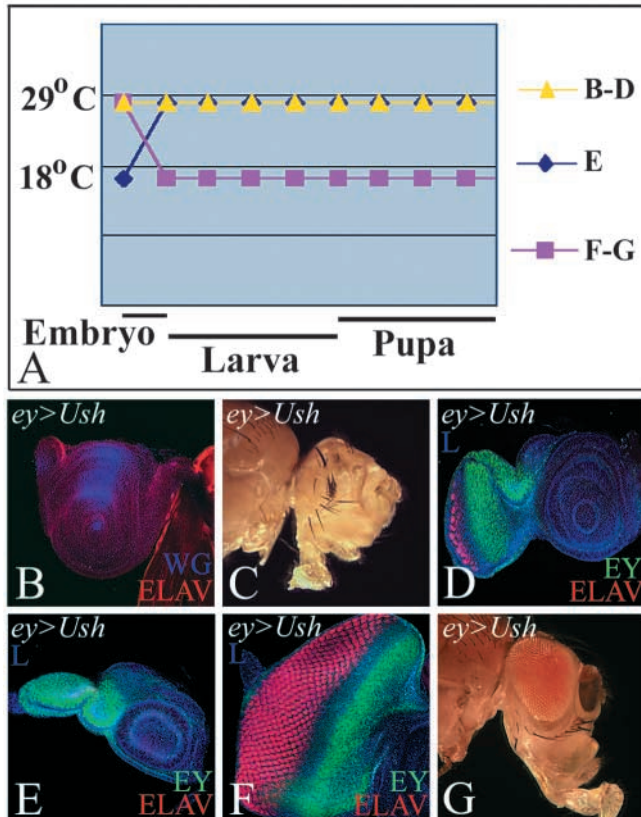 29° C
18° C
B-D
E
F-G
Embryo
Larva
Pupa
A
ey>Ush
B
WG
ELAV
ey>Ush
C
ey>Ush
L
D
EY
ELAV
ey>Ush
L
E
EY
ELAV
ey>Ush
L
F
EY
ELAV
ey>Ush
G